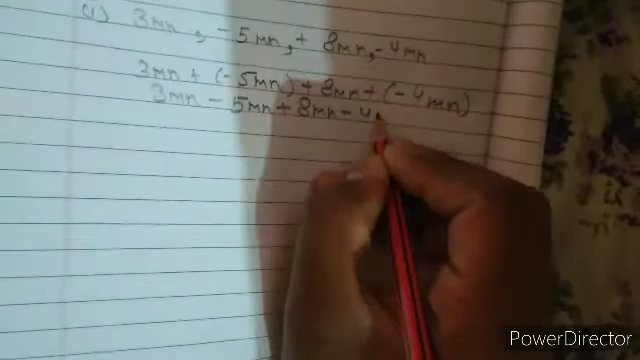 (i) 3mn, -5mn, + 8mn, -4mn
3mn + (-5mn) + 8mn + (-4mn)
3mn - 5mn + 8mn - 4
PowerDirector